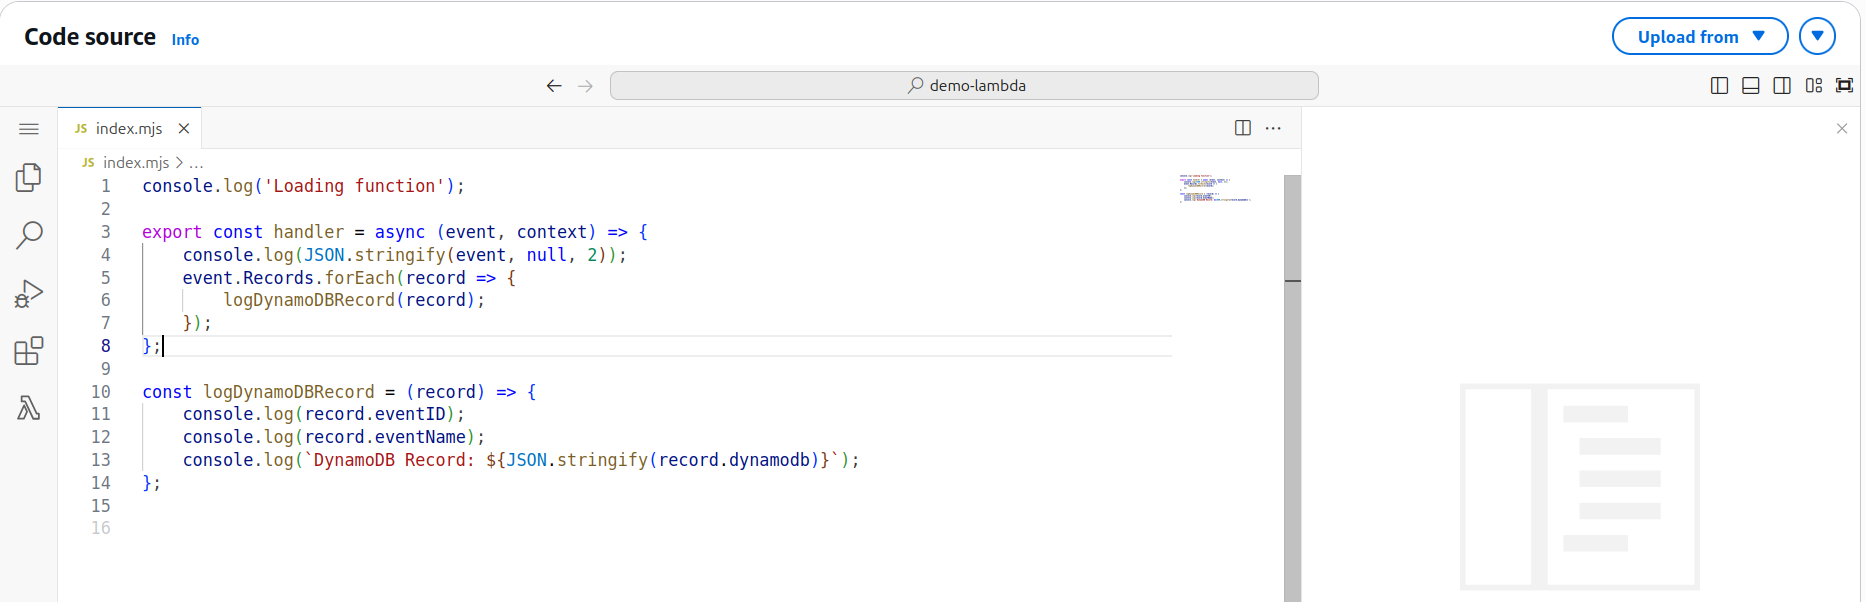 Code source Info
Upload from
demo-lambda
JS index.mjs
JS index.mjs > ...
1 console.log('Loading function');
2
3 export const handler = async (event, context) => {
4     console.log(JSON.stringify(event, null, 2));
5     event.Records.forEach(record => {
6         logDynamoDBRecord(record);
7     });
8 };
9
10 const logDynamoDBRecord = (record) => {
11     console.log(record.eventID);
12     console.log(record.eventName);
13     console.log(`DynamoDB Record: ${JSON.stringify(record.dynamodb)}`);
14 };
15
16